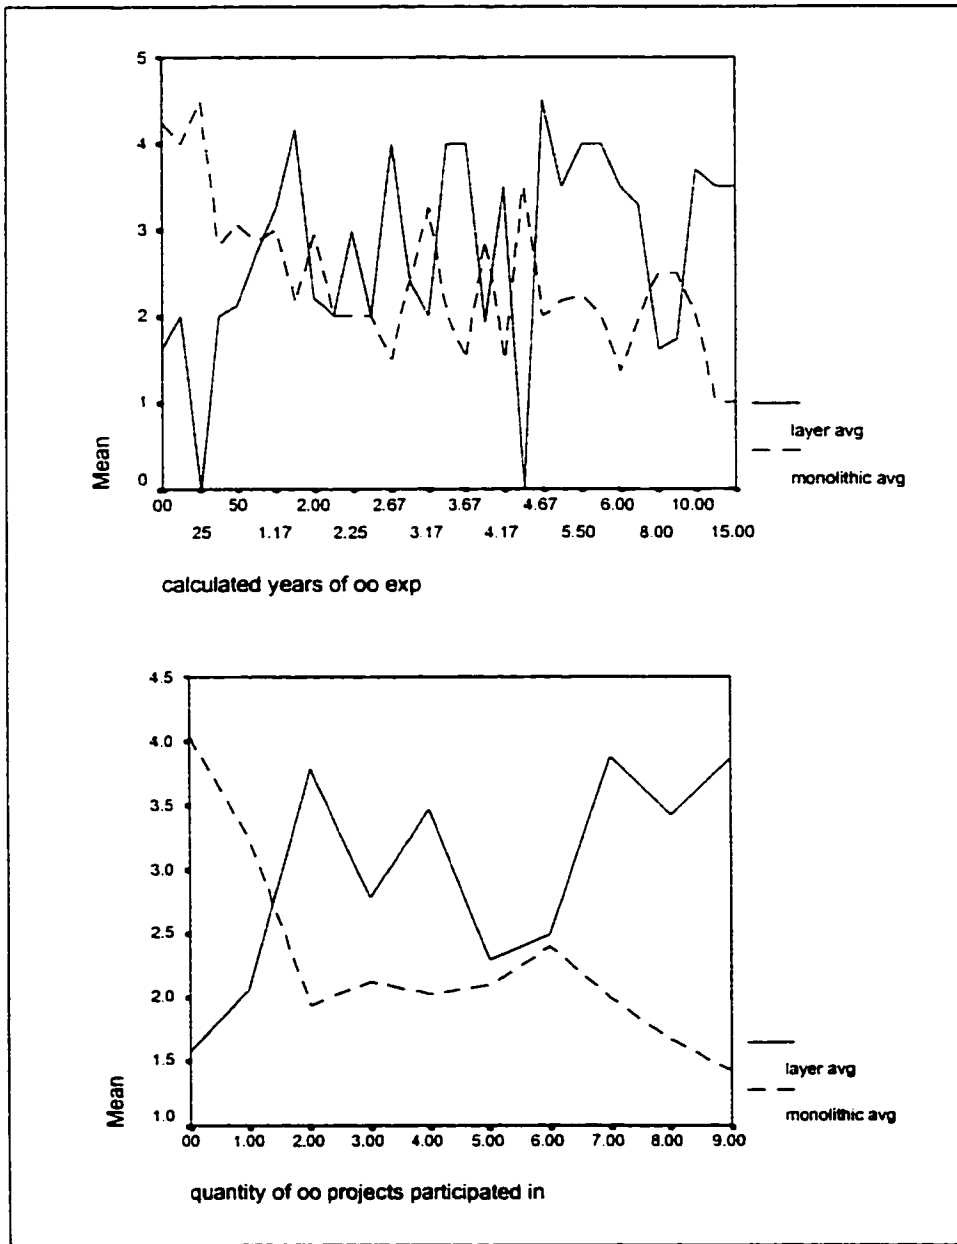 5
4
3
2
1
0
Mean
00 50 2.00 2.67 3.67 4.67 6.00 10.00
25 1.17 2.25 3.17 4.17 5.50 8.00 15.00
calculated years of oo exp
layer avg
monolithic avg
4.5
4.0
3.5
3.0
2.5
2.0
1.5
1.0
Mean
00 1.00 2.00 3.00 4.00 5.00 6.00 7.00 8.00 9.00
quantity of oo projects participated in
layer avg
monolithic avg